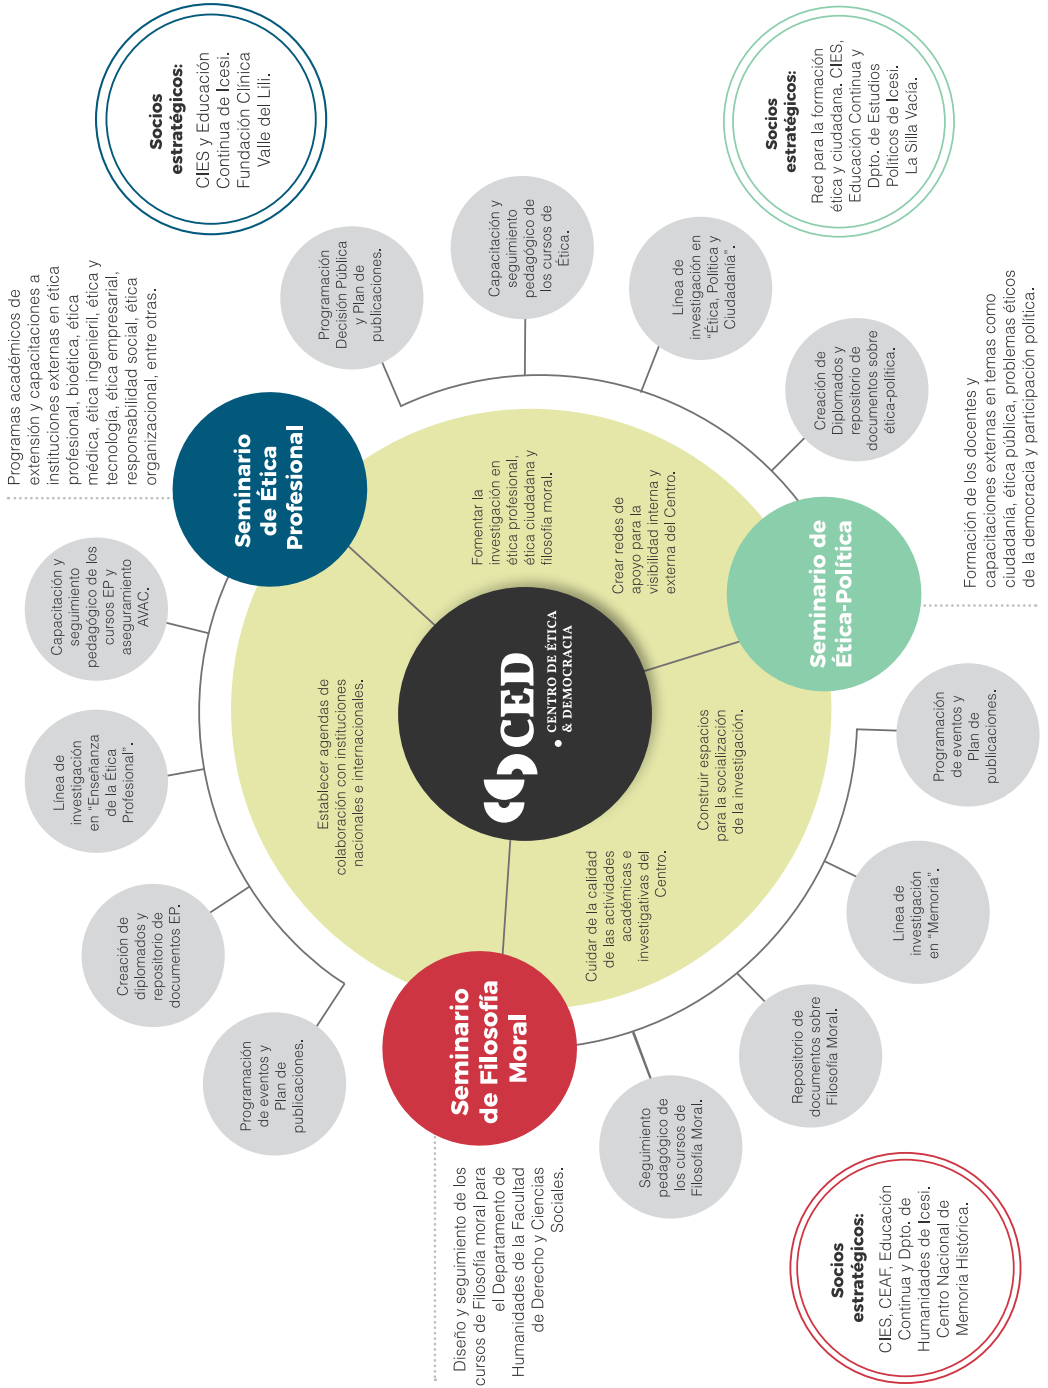 Diseño y seguimiento de los
cursos de Filosofía moral para
el Departamento de
Humanidades de la Facultad
de Derecho y Ciencias
Sociales.
Seminario
de Filosofía
Moral
Programación
de eventos y
Plan de
publicaciones.
Creación de
diplomados y
repositorio de
documentos EP.
Línea de
investigación
en “Enseñanza
de la Ética
Profesional”.
Capacitación y
seguimiento
pedagógico de los
cursos EP y
aseguramiento
AVAC.
Programas académicos de
extensión y capacitaciones a
instituciones externas en ética
profesional, bioética, ética
médica, ética ingenieril, ética y
tecnología, ética empresarial,
responsabilidad social, ética
organizacional, entre otras.
Seminario
de Ética
Profesional
Socios
estratégicos:
CIES y Educación
Continua de Icesi.
Fundación Clínica
Valle del Lili.
Programación
Decisión Pública
y Plan de
publicaciones.
Capacitación y
seguimiento
pedagógico de
los cursos de
Ética.
Línea de
investigación en
“Ética, Política y
Ciudadanía”.
Creación de
Diplomados y
repositorio de
documentos sobre
ética-política.
Establecer agendas de
colaboración con instituciones
nacionales e internacionales.
Fomentar la
investigación en
ética profesional,
ética ciudadana y
filosofía moral.
Crear redes de
apoyo para la
visibilidad interna y
externa del Centro.
CED
CENTRO DE ÉTICA
& DEMOCRACIA
Cuidar de la calidad
de las actividades
académicas e
investigativas del
Centro.
Construir espacios
para la socialización
de la investigación.
Seminario de
Ética-Política
Socios
estratégicos:
Red para la formación
ética y ciudadana. CIES,
Educación Continua y
Dpto. de Estudios
Políticos de Icesi.
La Silla Vacía.
Formación de los docentes y
capacitaciones externas en temas como
ciudadanía, ética pública, problemas éticos
de la democracia y participación política.
Seguimiento
pedagógico de
los cursos de
Filosofía Moral.
Repositorio de
documentos sobre
Filosofía Moral.
Línea de
investigación
en “Memoria”.
Programación
de eventos y
Plan de
publicaciones.
Socios
estratégicos:
CIES, CEAF, Educación
Continua y Dpto. de
Humanidades de Icesi.
Centro Nacional de
Memoria Histórica.